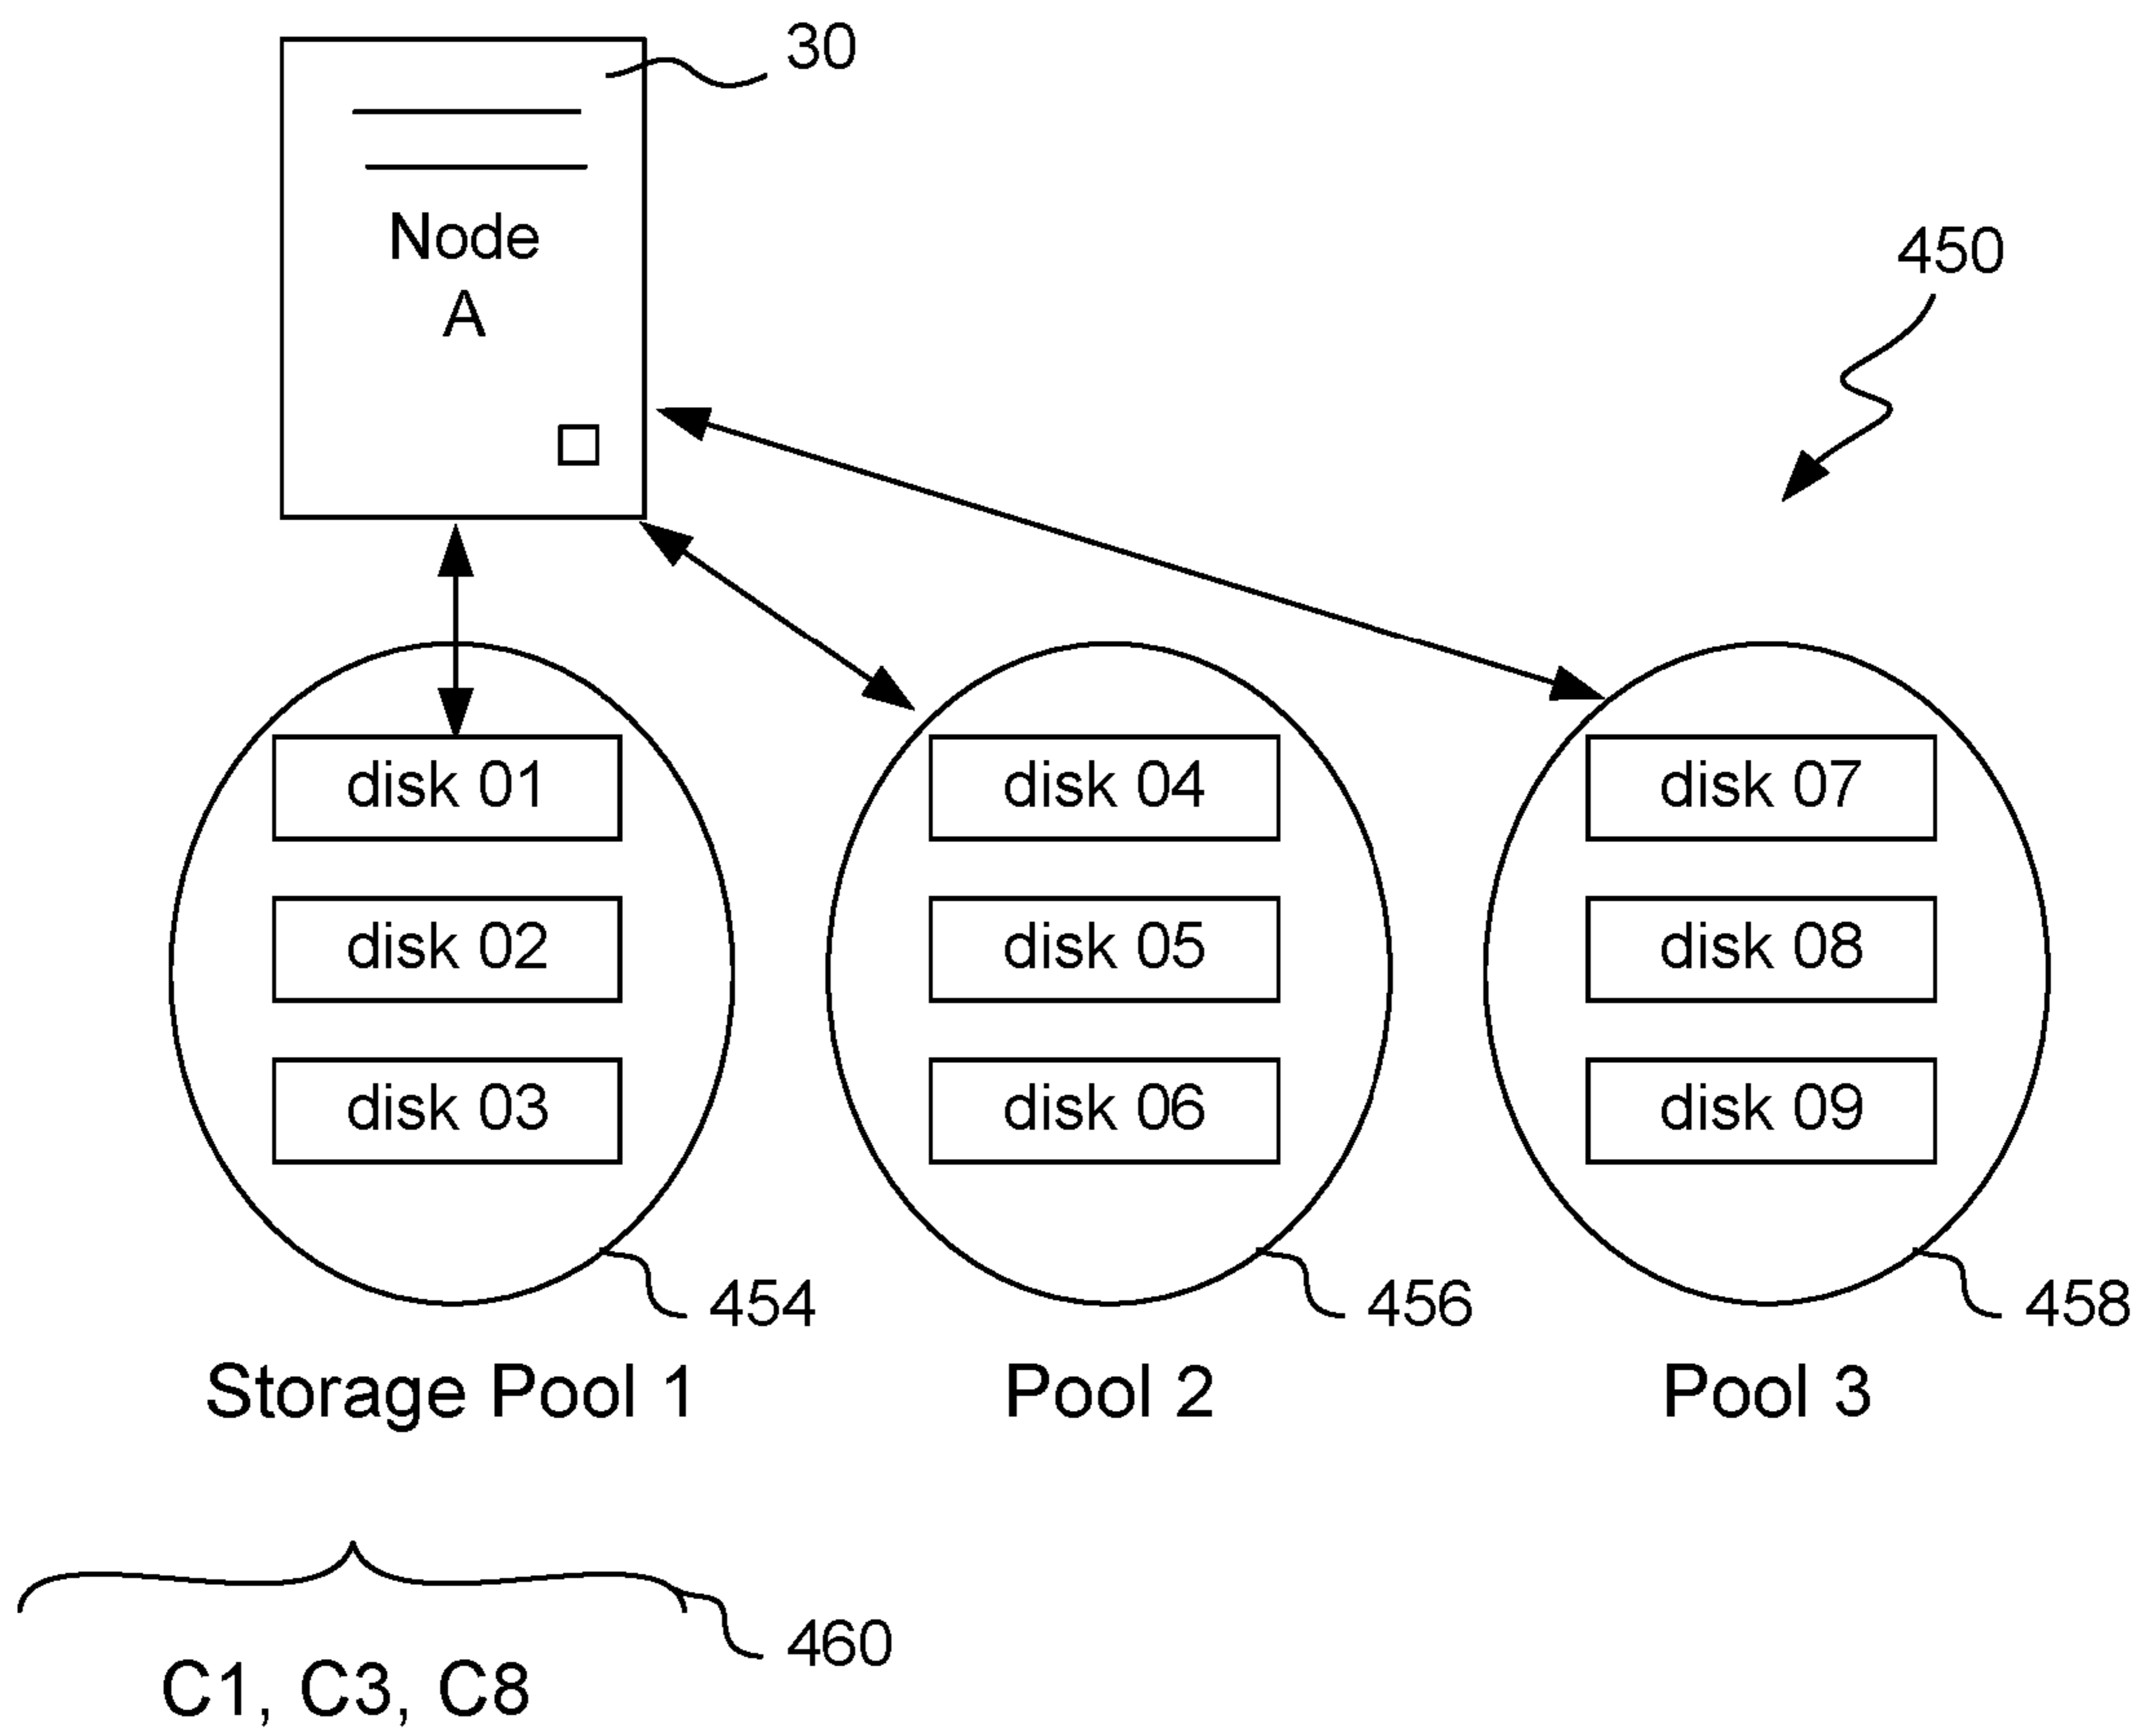 30
Node
A
450
disk 01
disk 04
disk 07
disk 02
disk 05
disk 08
disk 03
disk 06
disk 09
454
456
458
Storage Pool 1
Pool 2
Pool 3
460
C1, C3, C8